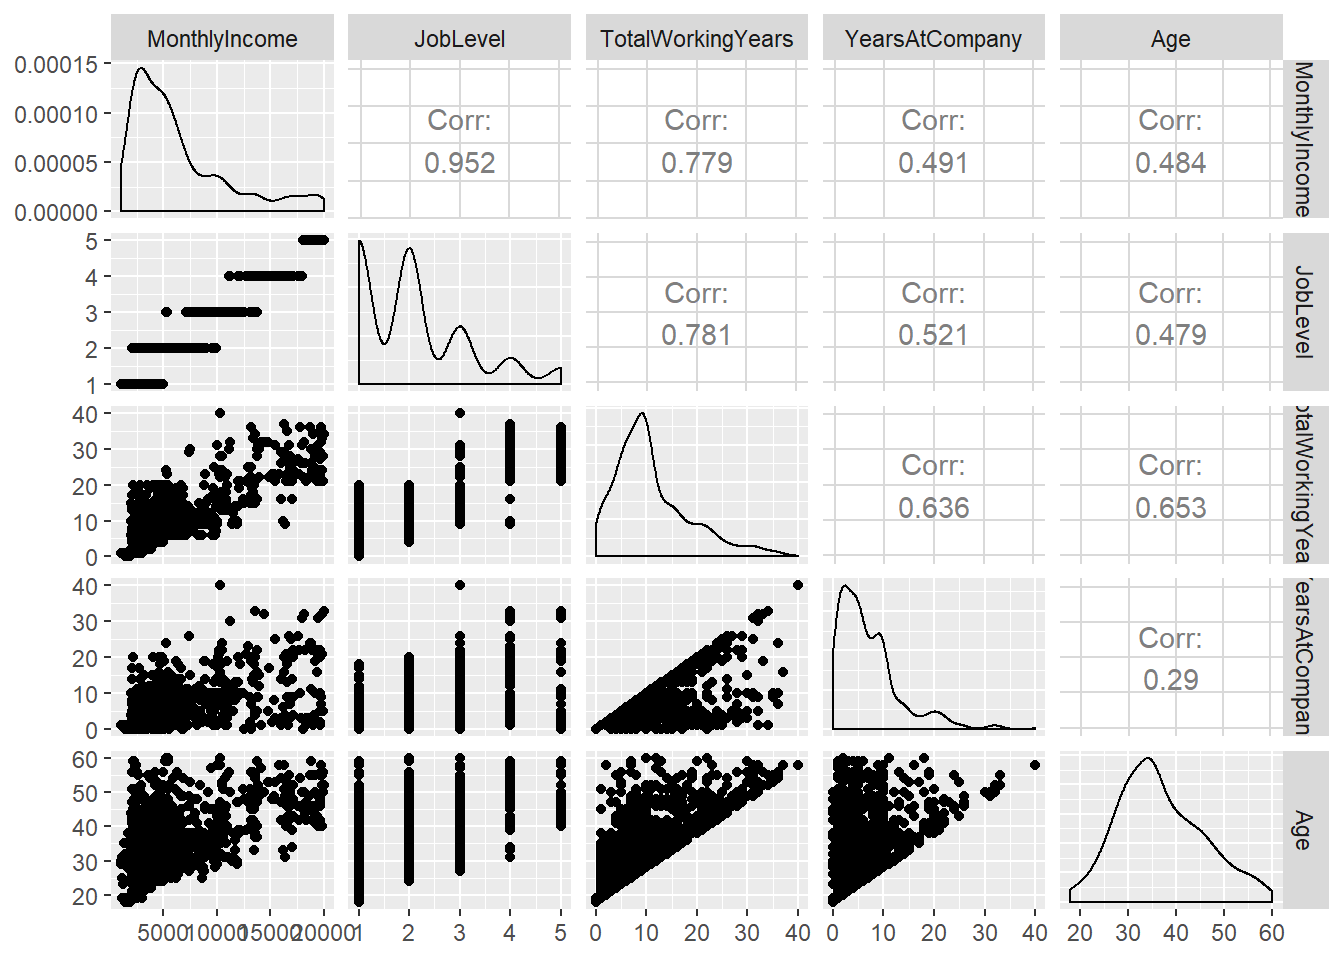 MonthlyIncome JobLevel TotalWorkingYears YearsAtCompany Age
0.00015
0.00010
0.00005
0.00000
Corr:
0.952
Corr:
0.779
Corr:
0.491
Corr:
0.484
MonthlyIncome
5
4
3
2
1
Corr:
0.781
Corr:
0.521
Corr:
0.479
JobLevel
40
30
20
10
0
Corr:
0.636
Corr:
0.653
otalWorkingYea
40
30
20
10
0
Corr:
0.29
earsAtCompan
60
50
40
30
20
Age
5000 10000 15000 20000
1 2 3 4 5
0 10 20 30 40
0 10 20 30 40
20 30 40 50 60